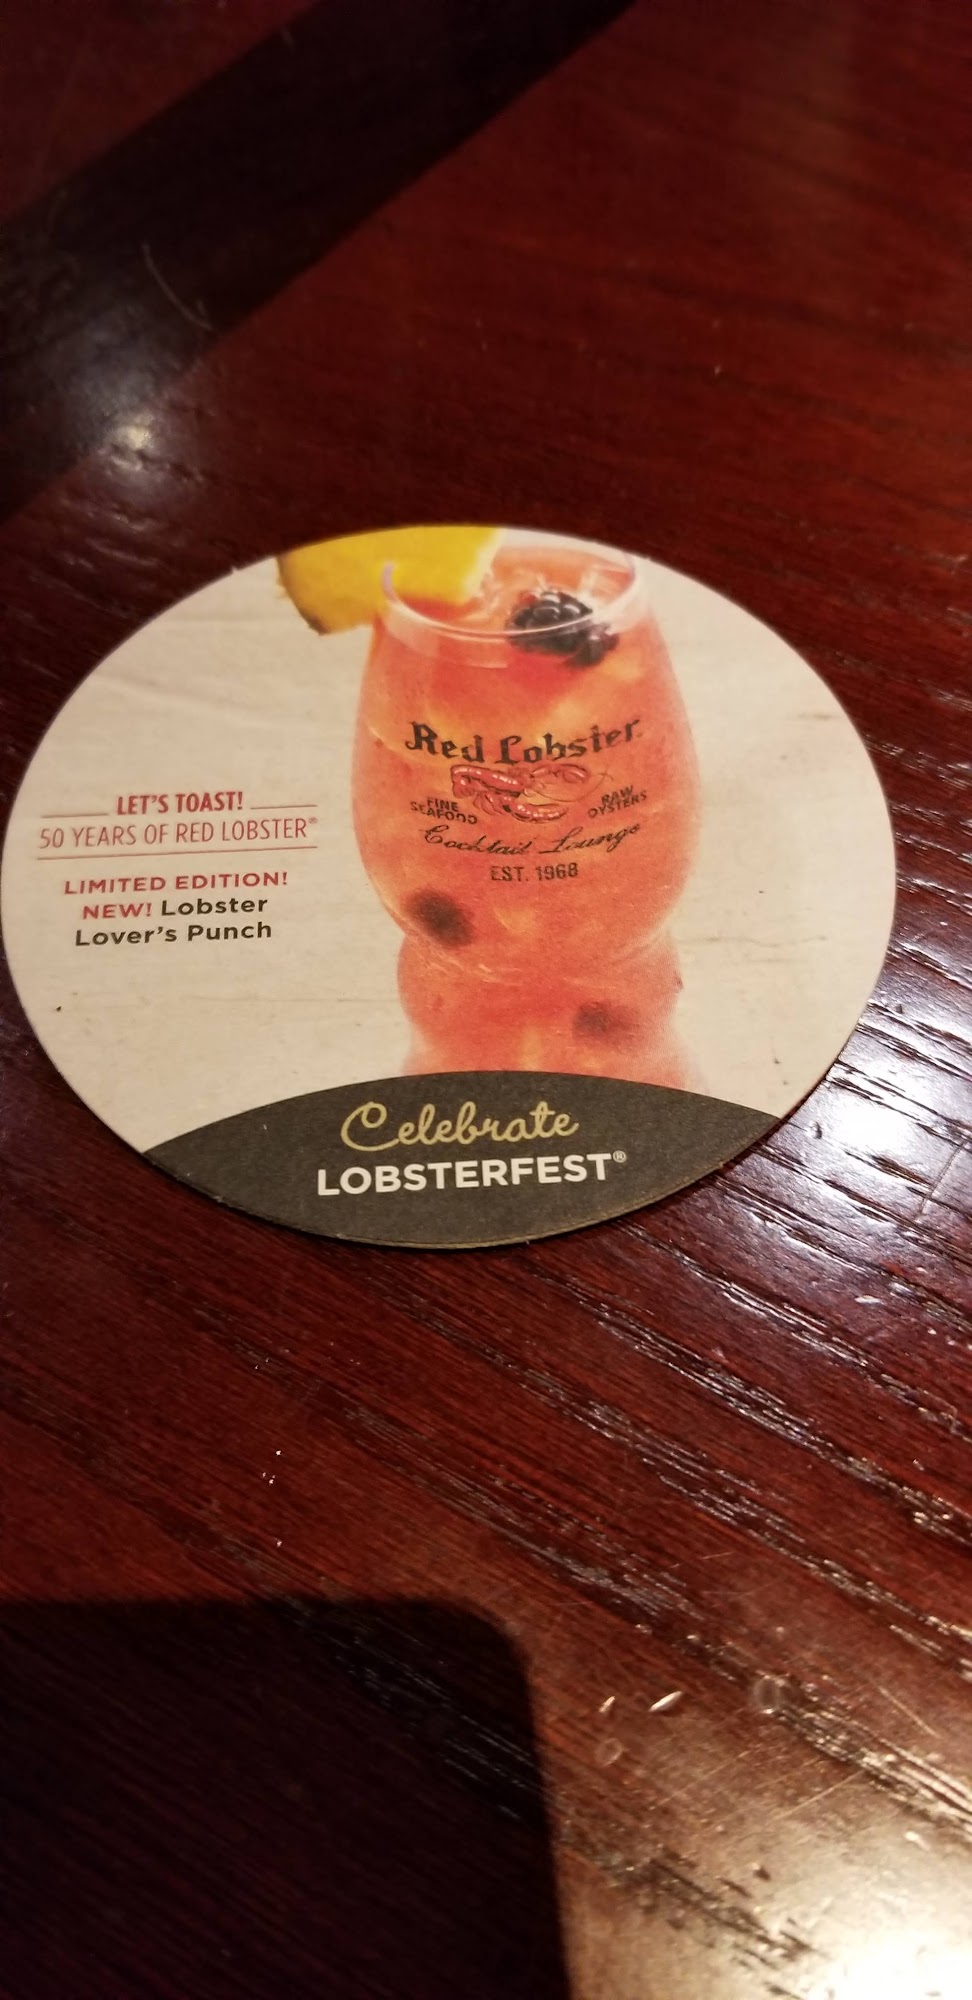 Red Lobster
FINE SEAFOOD
RAW OYSTERS
Cocktail Lounge
EST. 1968
LET'S TOAST!
50 YEARS OF RED LOBSTER®
LIMITED EDITION!
NEW! Lobster
Lover's Punch
Celebrate
LOBSTERFEST®